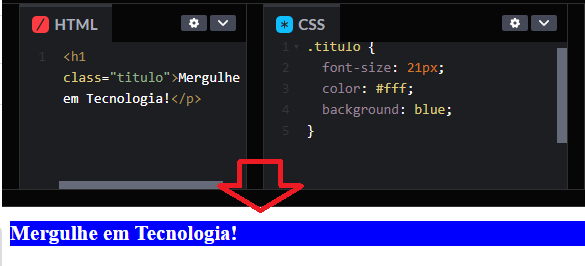 HTML
1 <h1
class="titulo">Mergulhe
em Tecnologia!</p>
CSS
1 .titulo {
2 font-size: 21px;
3 color: #fff;
4 background: blue;
5 }
Mergulhe em Tecnologia!